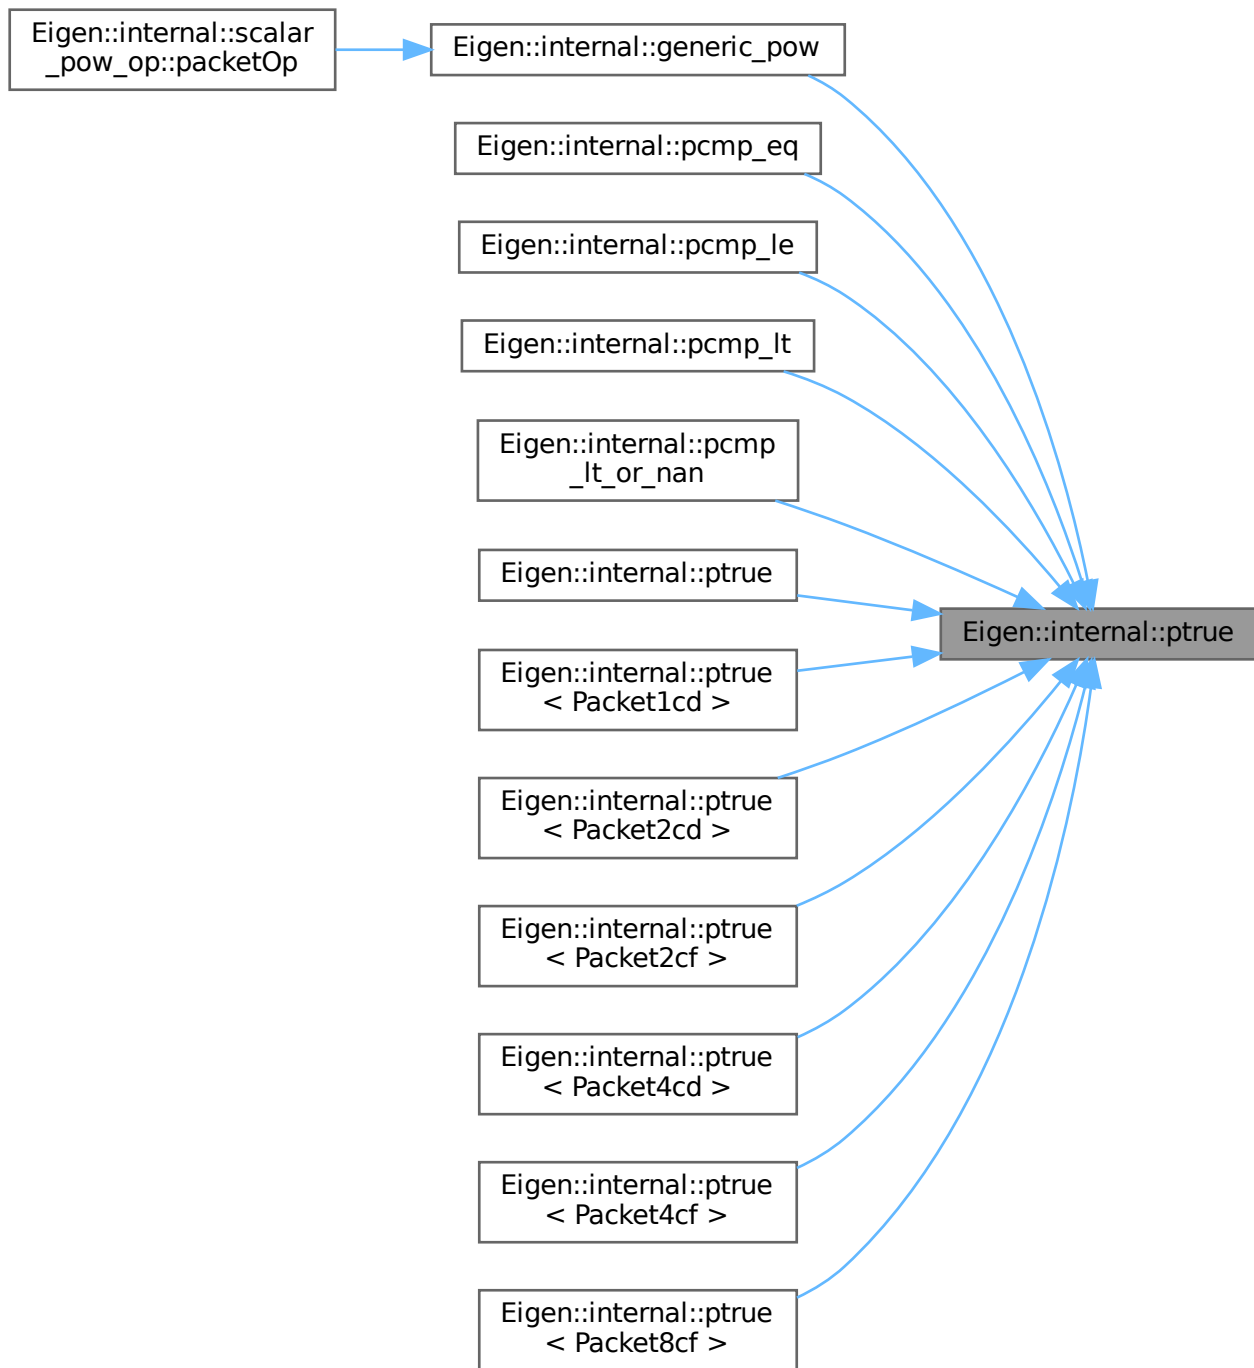 Eigen::internal::scalar
_pow_op::packetOp
Eigen::internal::generic_pow
Eigen::internal::pcmp_eq
Eigen::internal::pcmp_le
Eigen::internal::pcmp_lt
Eigen::internal::pcmp
_lt_or_nan
Eigen::internal::ptrue
Eigen::internal::ptrue
Eigen::internal::ptrue
< Packet1cd >
Eigen::internal::ptrue
< Packet2cd >
Eigen::internal::ptrue
< Packet2cf >
Eigen::internal::ptrue
< Packet4cd >
Eigen::internal::ptrue
< Packet4cf >
Eigen::internal::ptrue
< Packet8cf >